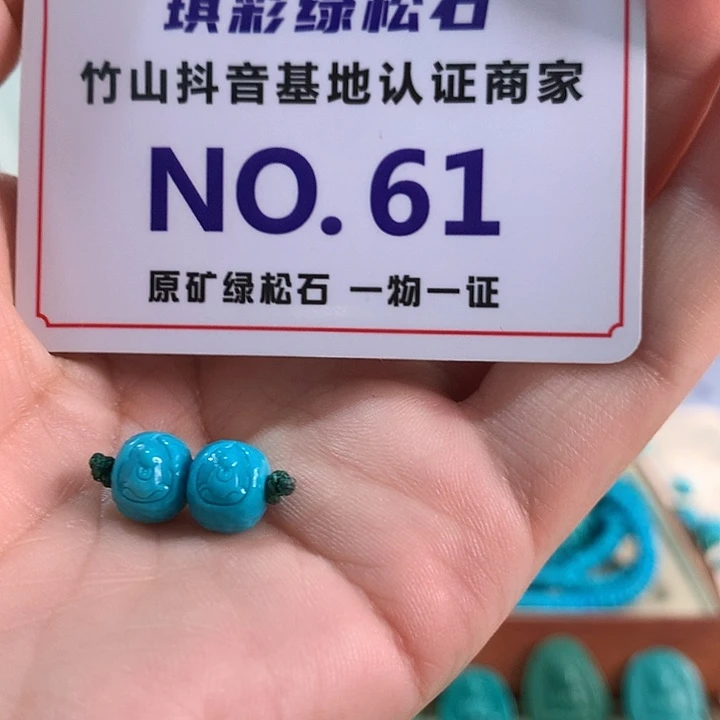 琪彩绿松石
竹山抖音基地认证商家
NO. 61
原矿绿松石 一物一证